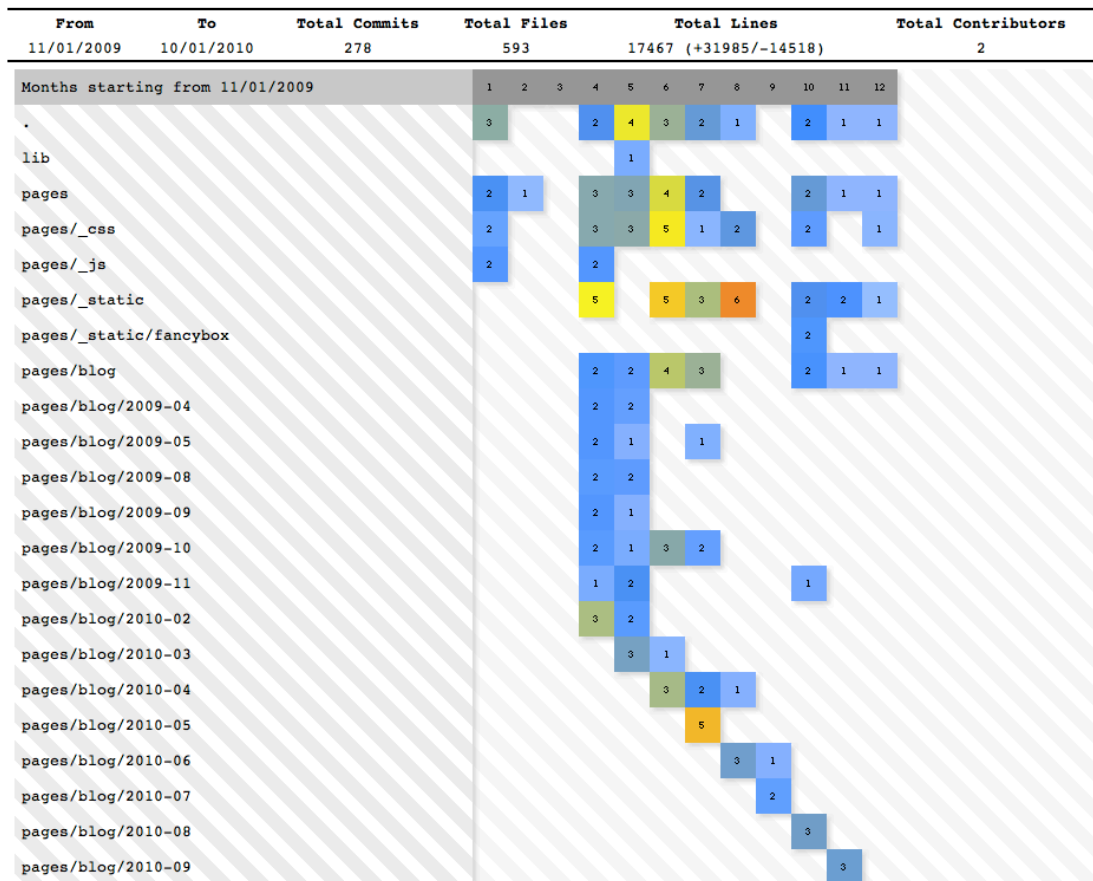 From To Total Commits Total Files Total Lines Total Contributors
11/01/2009 10/01/2010 278 593 17467 (+31985/-14518) 2
Months starting from 11/01/2009 1 2 3 4 5 6 7 8 9 10 11 12
. 3 2 4 3 2 1 2 1 1
lib 1
pages 2 1 3 3 4 2 2 1 1
pages/_css 2 3 3 5 1 2 2 1
pages/_js 2 2
pages/_static 5 5 3 6 2 2 1
pages/_static/fancybox 2
pages/blog 2 2 4 3 2 1 1
pages/blog/2009-04 2 2
pages/blog/2009-05 2 1 1
pages/blog/2009-08 2 2
pages/blog/2009-09 2 1
pages/blog/2009-10 2 1 3 2
pages/blog/2009-11 1 2 1
pages/blog/2010-02 3 2
pages/blog/2010-03 3 1
pages/blog/2010-04 3 2 1
pages/blog/2010-05 5
pages/blog/2010-06 3 1
pages/blog/2010-07 2
pages/blog/2010-08 3
pages/blog/2010-09 3